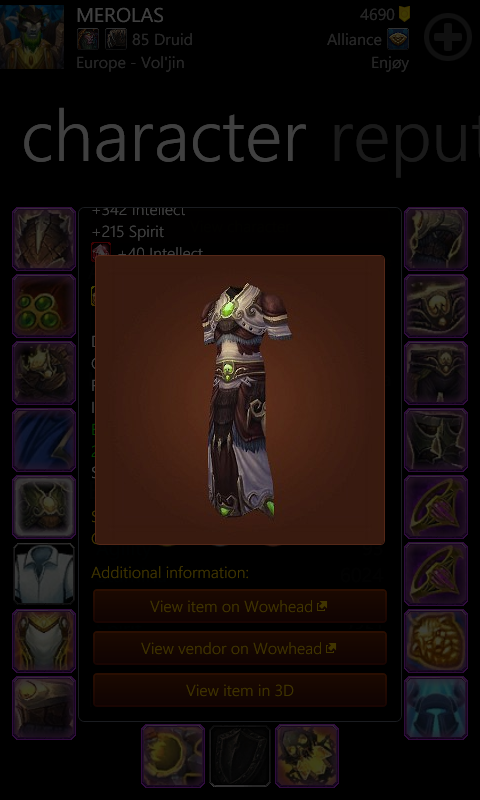 MEROLAS
4690
85 Druid
Alliance
Europe - Vol'jin
Enjøy
character reput
+342 Intellect
+215 Spirit
+40 Intellect
Additional information:
View item on Wowhead
View vendor on Wowhead
View item in 3D